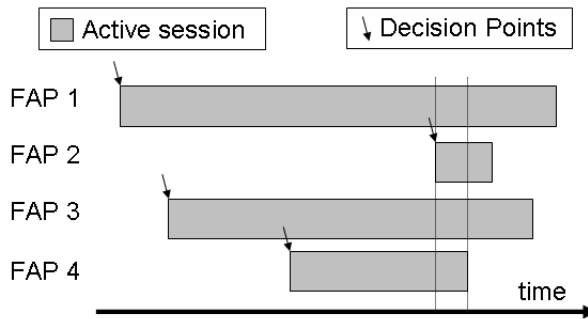 Active session
Decision Points
FAP 1
FAP 2
FAP 3
FAP 4
time